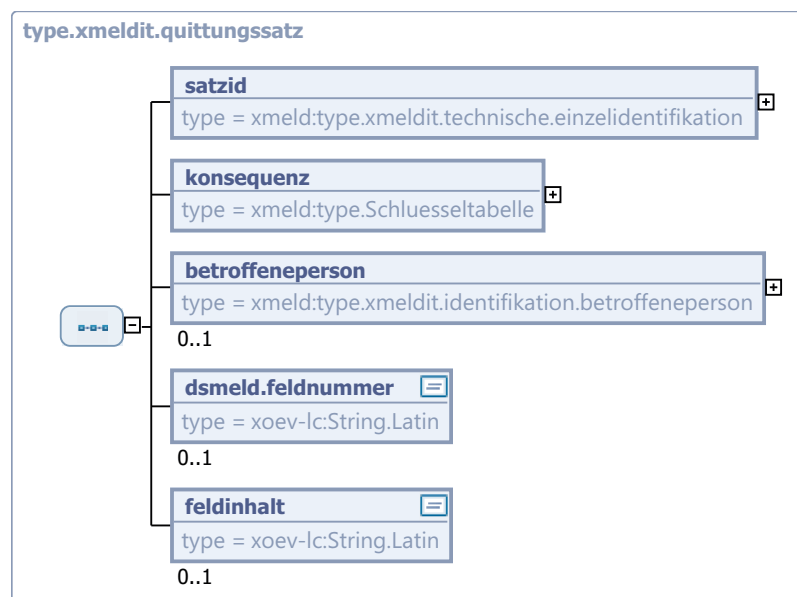 type.xmeldit.quittungssatz
satzid
type = xmeld:type.xmeldit.technische.einzelidentifikation
konsequenz
type = xmeld:type.Schluesseltabelle
betroffeneperson
type = xmeld:type.xmeldit.identifikation.betroffeneperson
0..1
dsmeld.feldnummer
type = xoev-lc:String.Latin
0..1
feldinhalt
type = xoev-lc:String.Latin
0..1